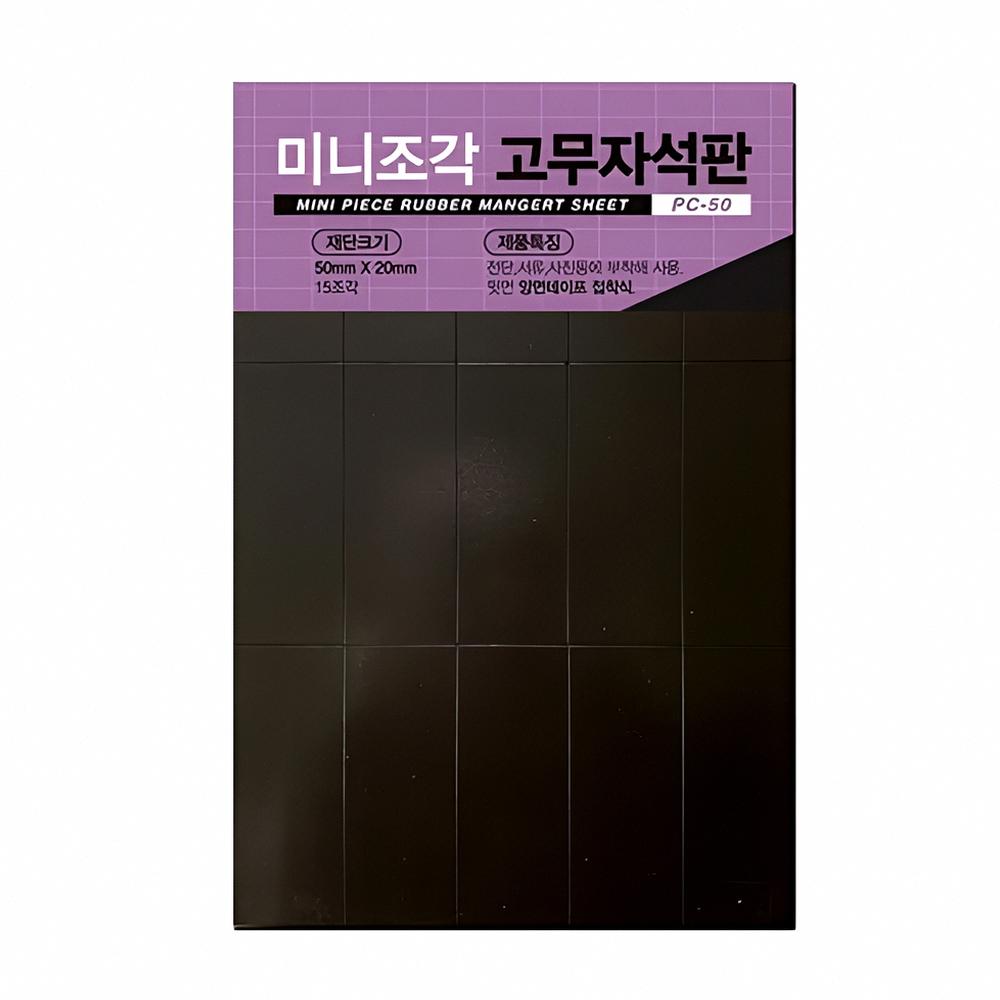 미니조각 고무자석판
MINI PIECE RUBBER MANGERT SHEET PC-50
재단크기
50mm X 20mm
15조각
제품특징
전단,서류,사진등에 부착해 사용.
밑면 양면테이프 접착식